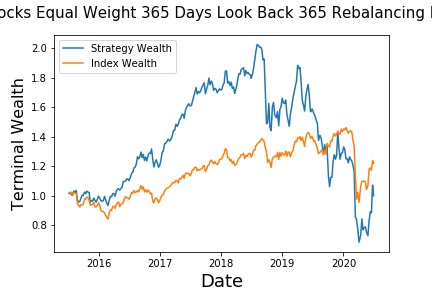 ocks Equal Weight 365 Days Look Back 365 Rebalancing
Strategy Wealth
Index Wealth
Terminal Wealth
2.0
1.8
1.6
1.4
1.2
1.0
0.8
2016
2017
2018
2019
2020
Date